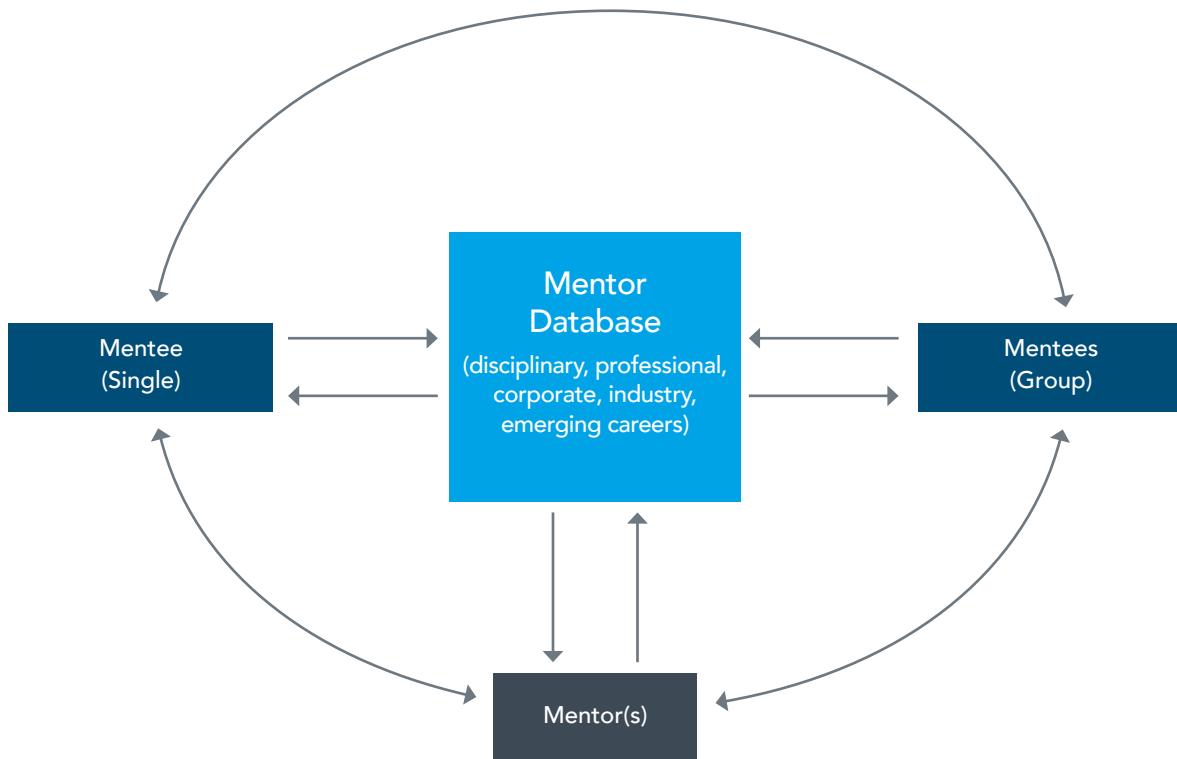 Mentor
Database
(disciplinary, professional,
corporate, industry,
emerging careers)
Mentee
(Single)
Mentees
(Group)
Mentor(s)